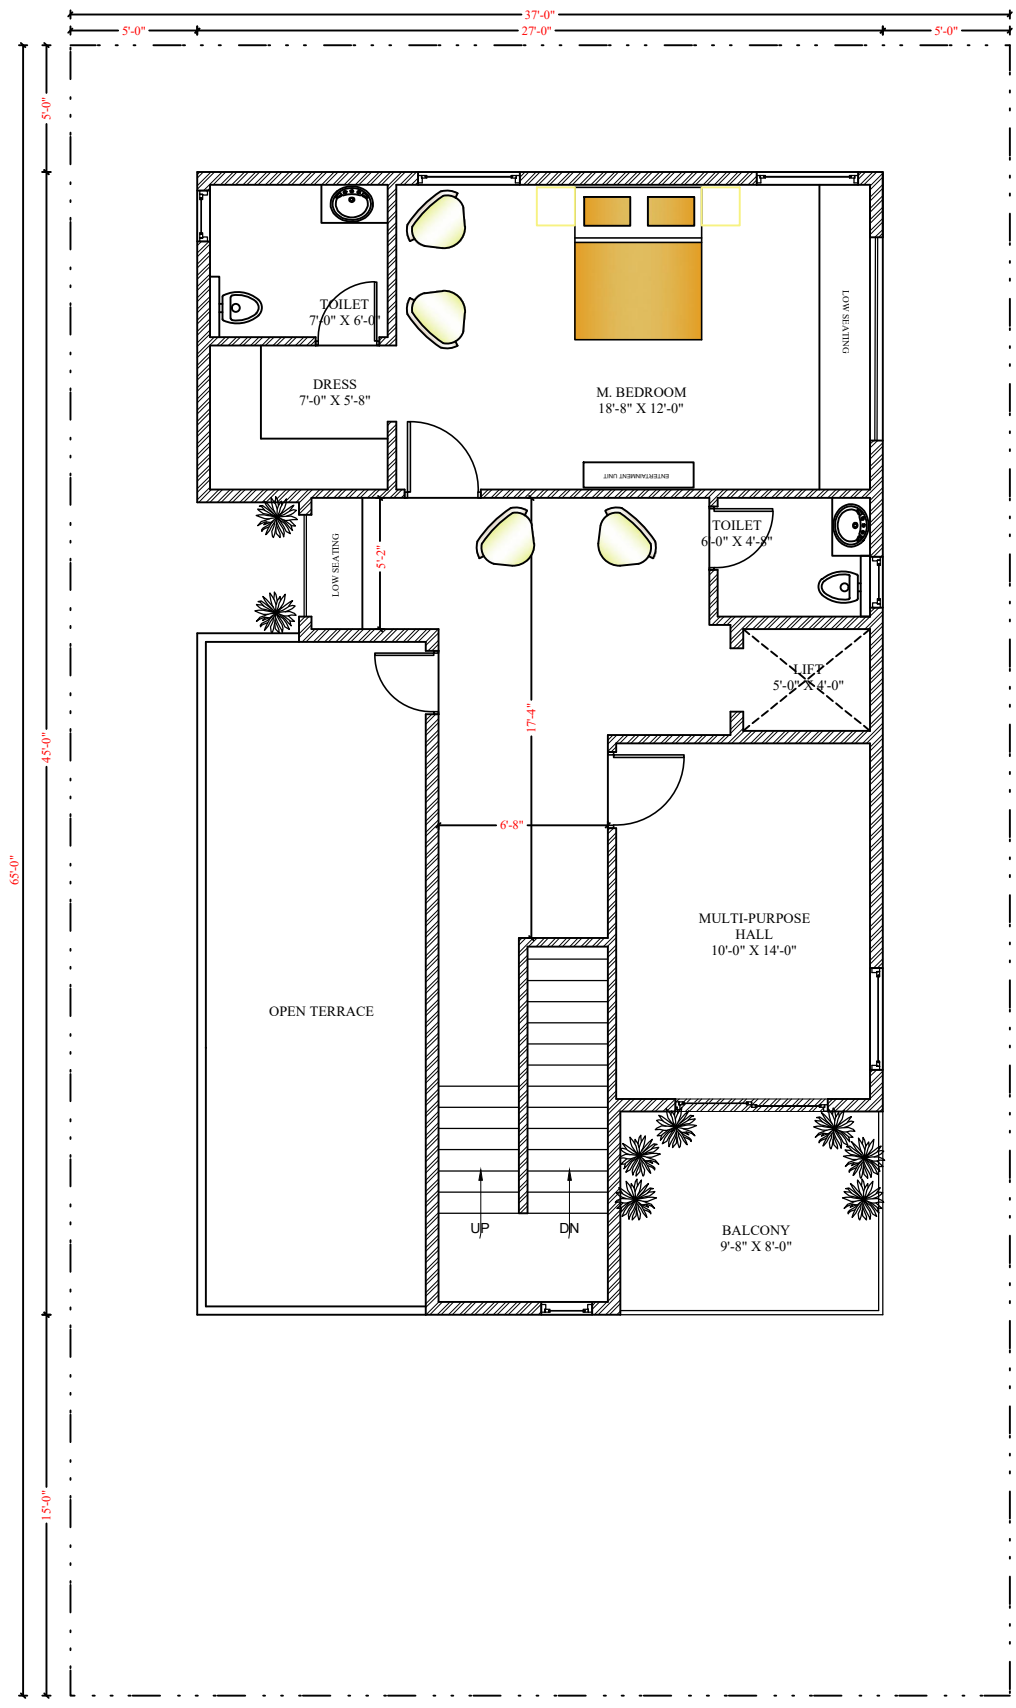 37'-0"
5'-0"
27'-0"
5'-0"
5'-0"
TOILET
7'-0" X 6'-0"
LOW SEATING
DRESS
7'-0" X 5'-8"
M. BEDROOM
18'-8" X 12'-0"
ENTERTAINMENT UNIT
TOILET
6'-0" X 4'-8"
LOW SEATING
5'-2"
LIFT
5'-0" X 4'-0"
17'-4"
45'-0"
6'-8"
65'-0"
MULTI-PURPOSE
HALL
10'-0" X 14'-0"
OPEN TERRACE
UP
DN
BALCONY
9'-8" X 8'-0"
15'-0"